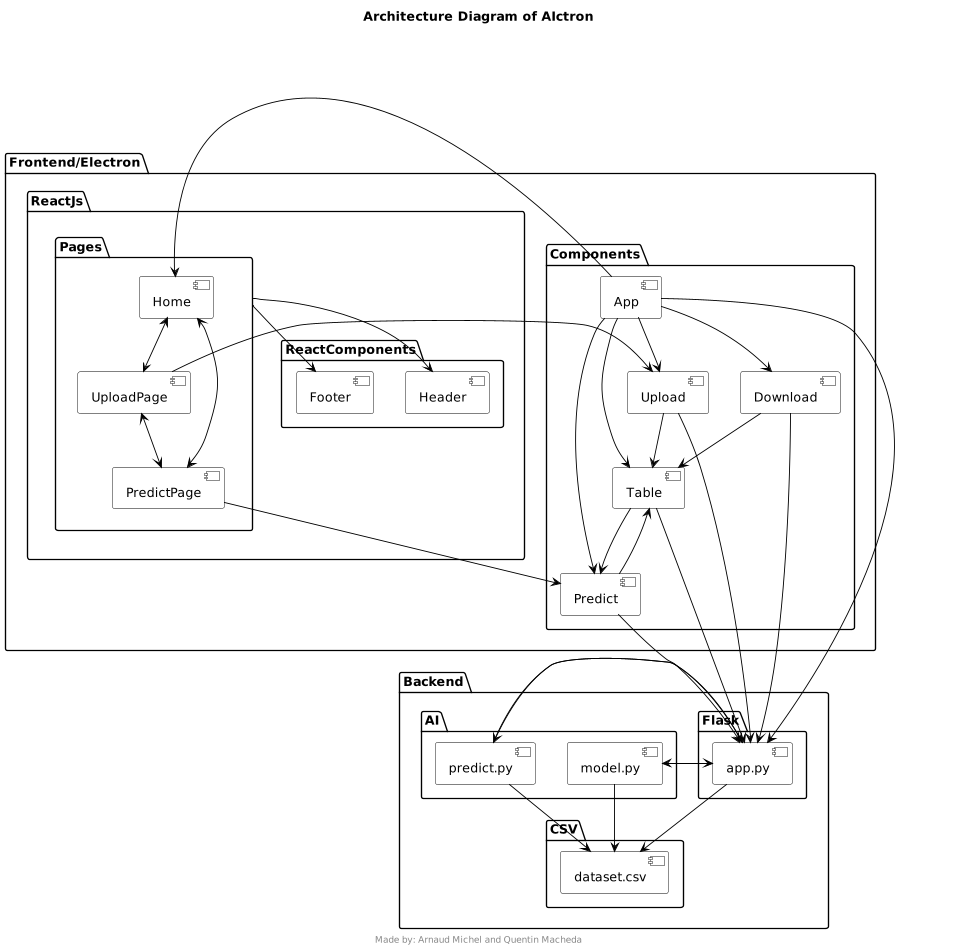 Architecture Diagram of AIctron
Frontend/Electron
ReactJs
Pages
Components
Home
App
ReactComponents
UploadPage
Footer
Header
Upload
Download
PredictPage
Table
Predict
Backend
AI
Flask
predict.py
model.py
app.py
CSV
dataset.csv
Made by: Arnaud Michel and Quentin Macheda